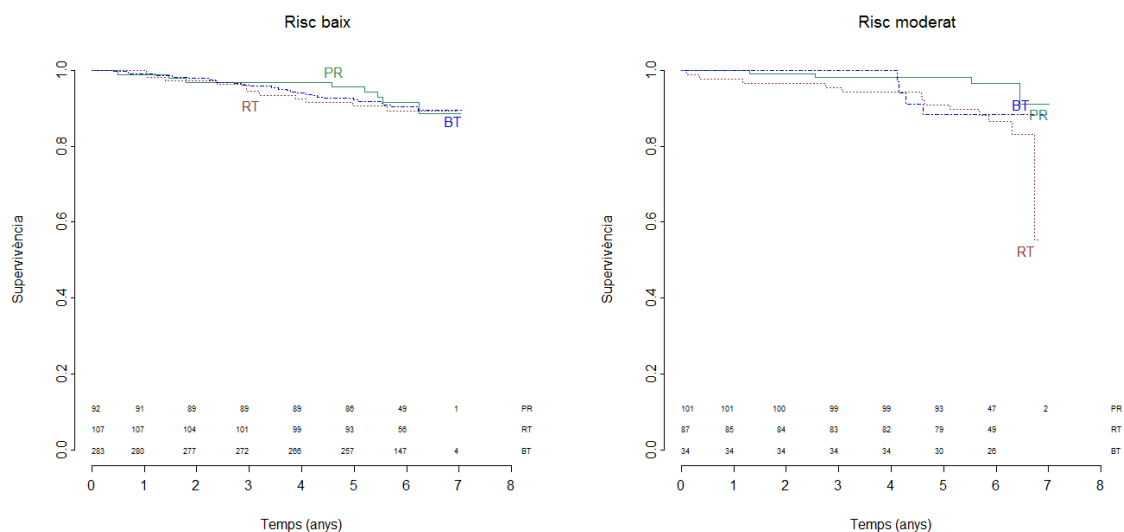 Risc baix
Supervivència
1.0
0.8
0.6
0.4
0.2
0.0
PR
RT
BT
92 91 89 89 89 86 49 1 PR
107 107 104 101 99 93 56 RT
283 280 277 272 266 257 147 4 BT
0 1 2 3 4 5 6 7 8
Temps (anys)
Risc moderat
Supervivència
1.0
0.8
0.6
0.4
0.2
0.0
BT
PR
RT
101 101 100 99 99 93 47 2 PR
87 85 84 83 82 79 49 RT
34 34 34 34 34 30 26 BT
0 1 2 3 4 5 6 7 8
Temps (anys)